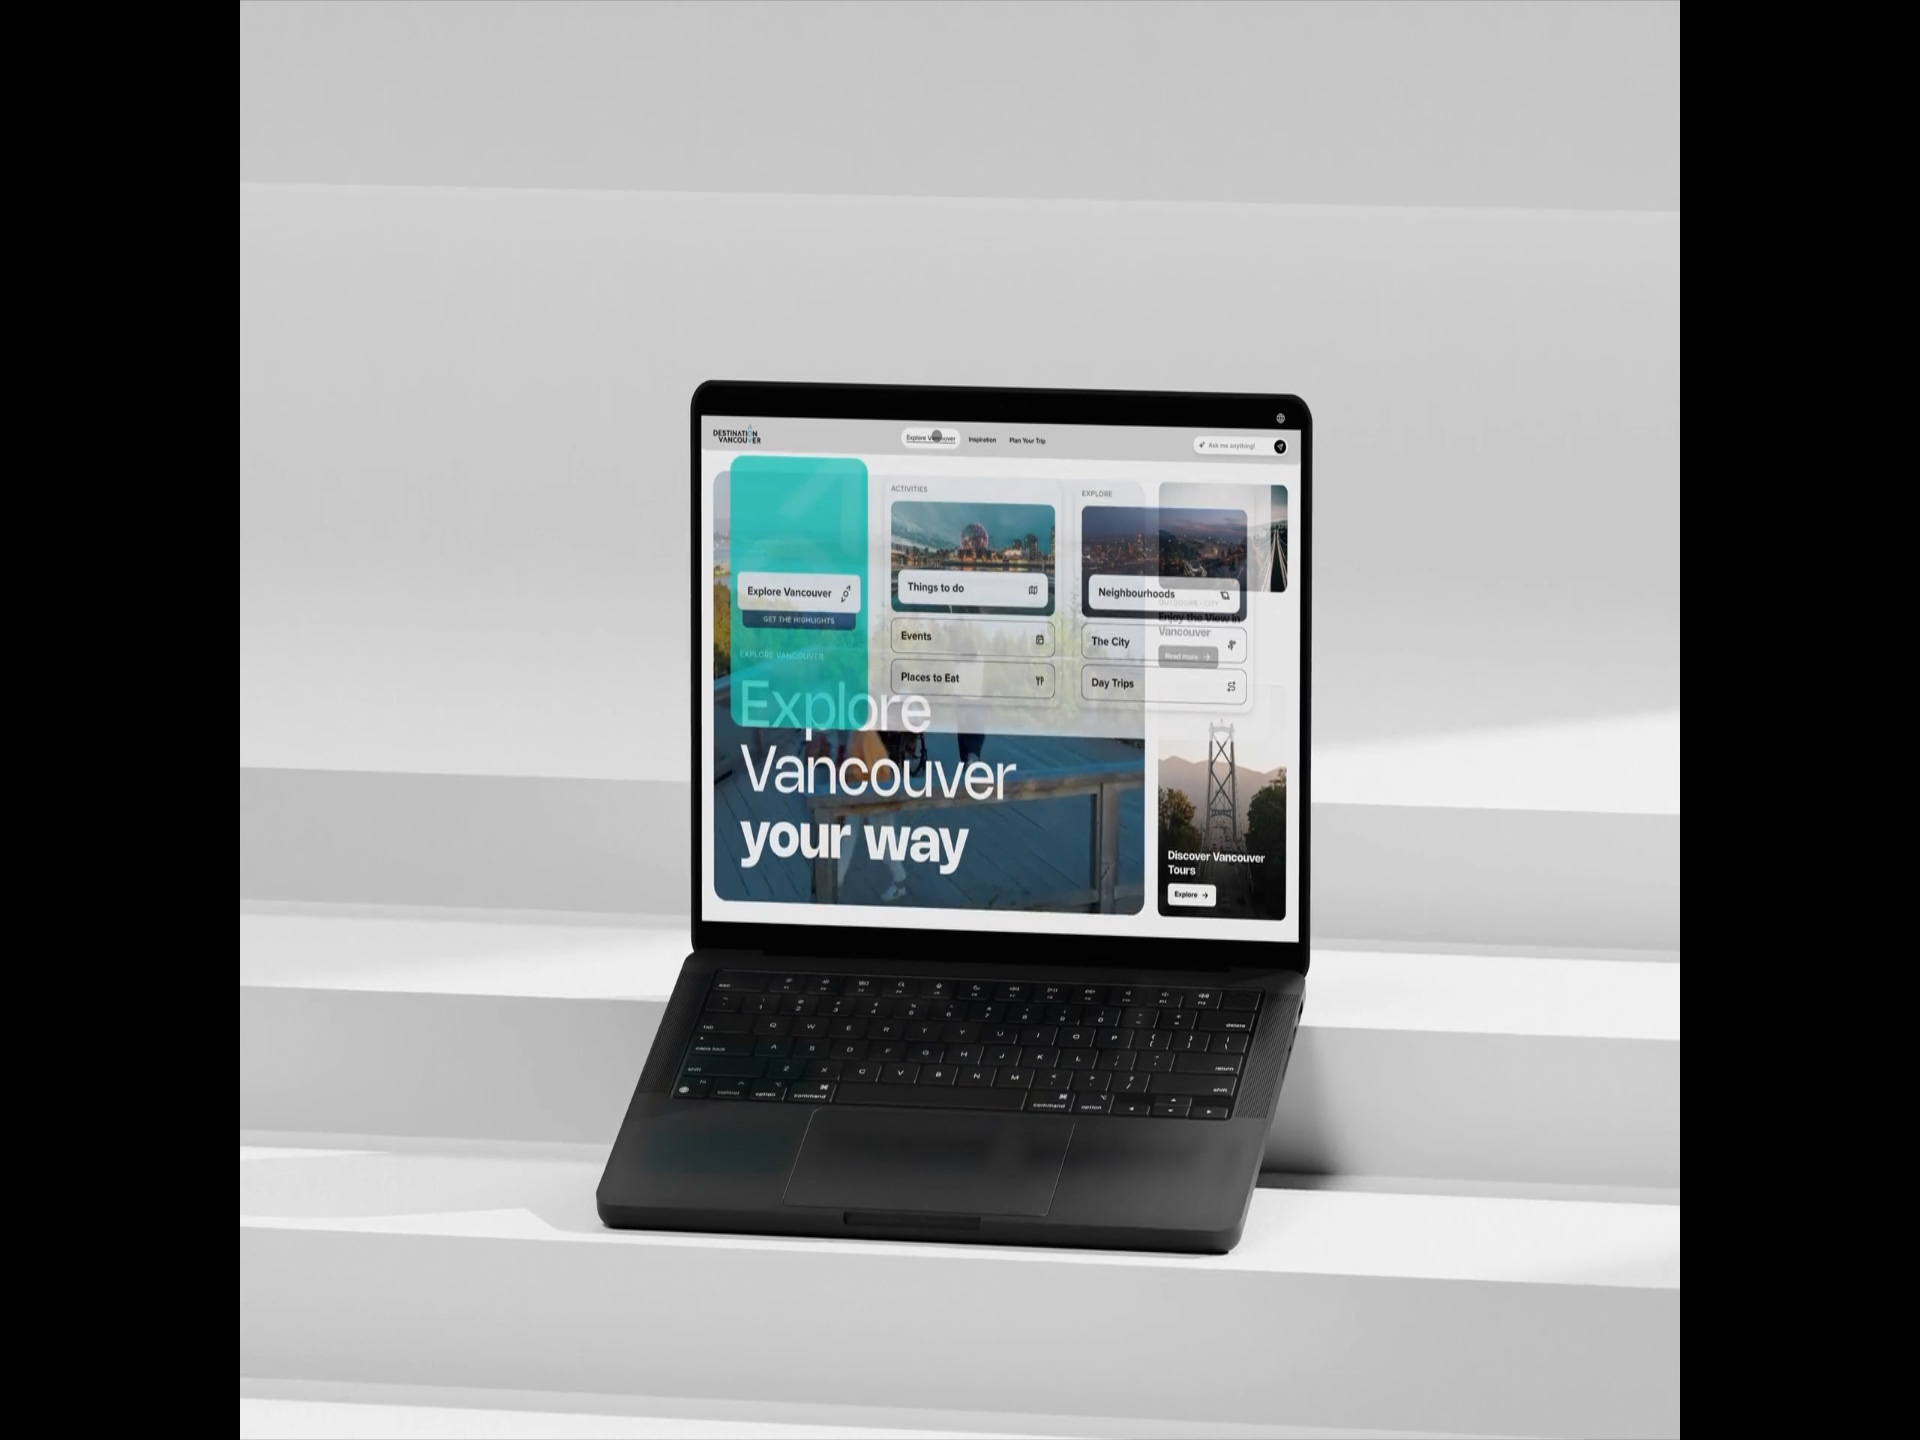 DESTINATION
VANCOUVER
Explore Vancouver
Inspiration
Plan Your Trip
Ask me anything!
ACTIVITIES
EXPLORE
Explore Vancouver
Things to do
Neighbourhoods
GET THE HIGHLIGHTS
OUTDOORS | CITY
Enjoy the View in
Vancouver
Events
The City
Read more →
EXPLORE VANCOUVER
Places to Eat
Day Trips
Explore
Vancouver
your way
Discover Vancouver
Tours
Explore →
esc
delete
tab
Q W E R T Y U I O P
caps lock
A S D F G H J K L
return
shift
Z X C V B N M
shift
control
option
command
command
option